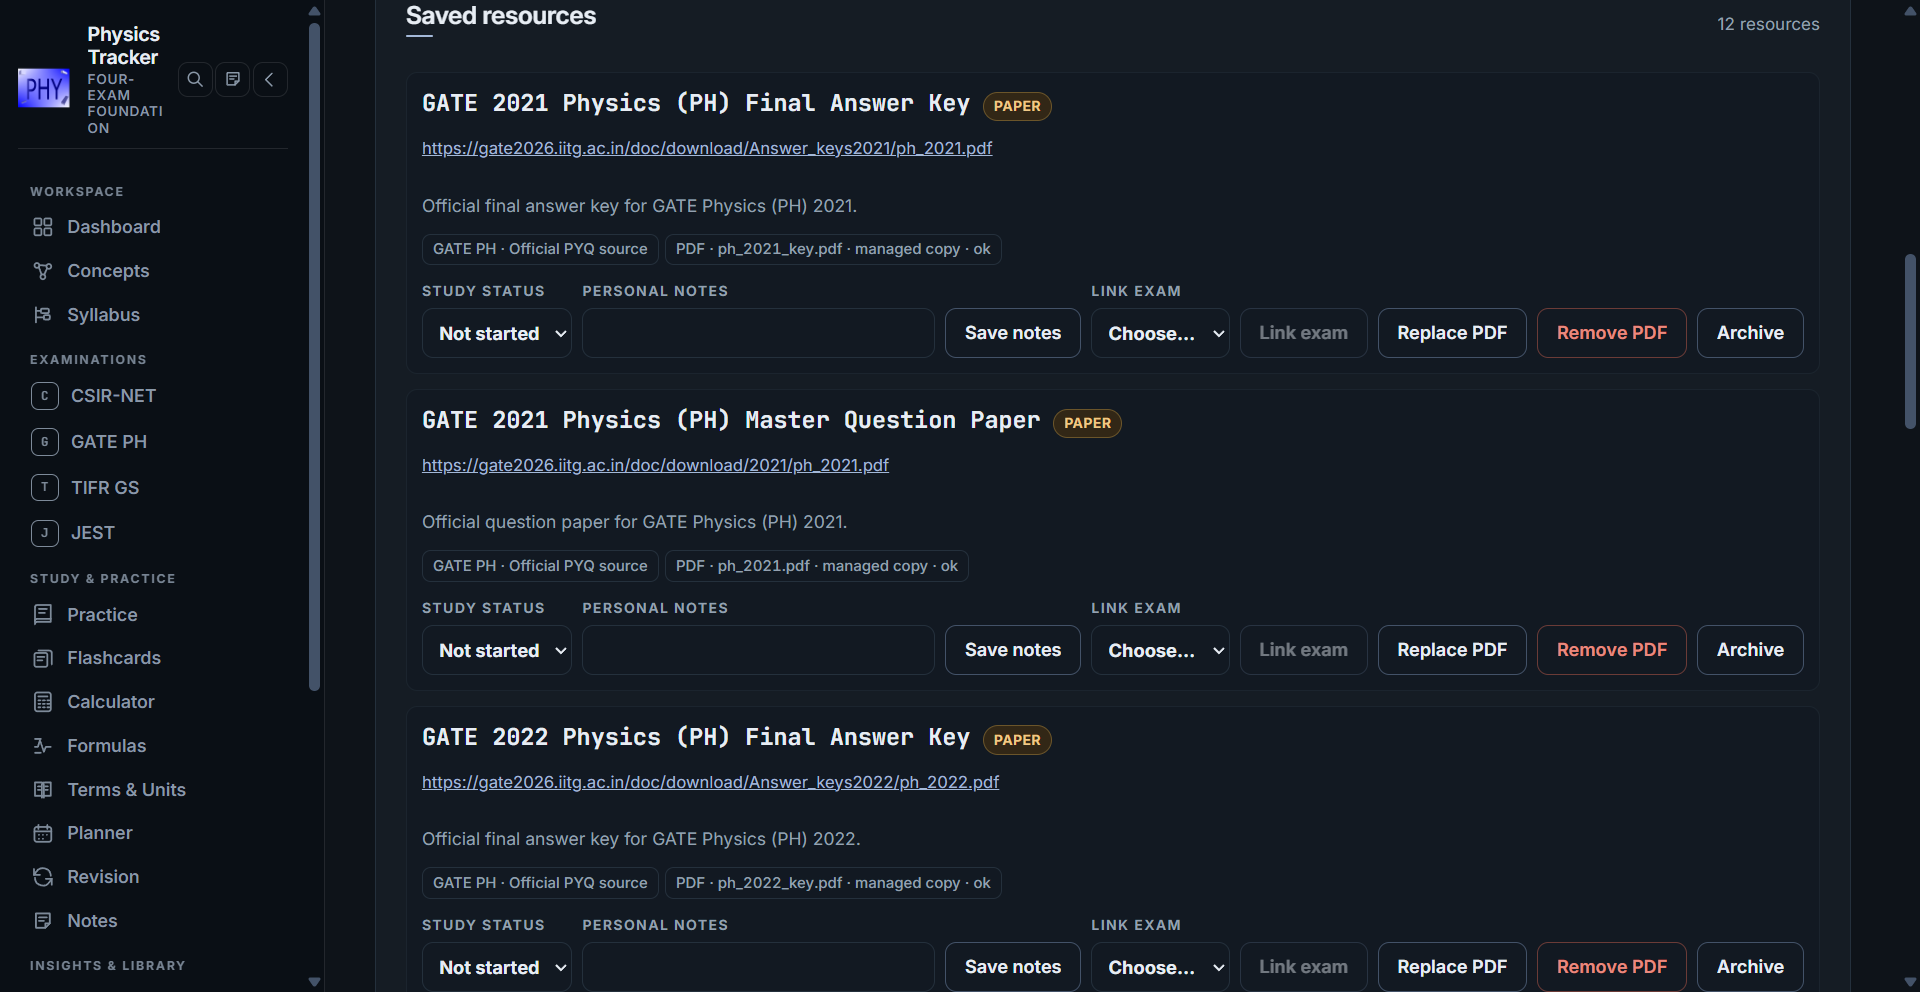 PHY
Physics
Tracker
FOUR-
EXAM
FOUNDATI
ON
WORKSPACE
Dashboard
Concepts
Syllabus
EXAMINATIONS
C CSIR-NET
G GATE PH
T TIFR GS
J JEST
STUDY & PRACTICE
Practice
Flashcards
Calculator
Formulas
Terms & Units
Planner
Revision
Notes
INSIGHTS & LIBRARY
Saved resources
12 resources
GATE 2021 Physics (PH) Final Answer Key PAPER
https://gate2026.iitg.ac.in/doc/download/Answer_keys2021/ph_2021.pdf
Official final answer key for GATE Physics (PH) 2021.
GATE PH · Official PYQ source PDF · ph_2021_key.pdf · managed copy · ok
STUDY STATUS PERSONAL NOTES LINK EXAM
Not started Save notes Choose... Link exam Replace PDF Remove PDF Archive
GATE 2021 Physics (PH) Master Question Paper PAPER
https://gate2026.iitg.ac.in/doc/download/2021/ph_2021.pdf
Official question paper for GATE Physics (PH) 2021.
GATE PH · Official PYQ source PDF · ph_2021.pdf · managed copy · ok
STUDY STATUS PERSONAL NOTES LINK EXAM
Not started Save notes Choose... Link exam Replace PDF Remove PDF Archive
GATE 2022 Physics (PH) Final Answer Key PAPER
https://gate2026.iitg.ac.in/doc/download/Answer_keys2022/ph_2022.pdf
Official final answer key for GATE Physics (PH) 2022.
GATE PH · Official PYQ source PDF · ph_2022_key.pdf · managed copy · ok
STUDY STATUS PERSONAL NOTES LINK EXAM
Not started Save notes Choose... Link exam Replace PDF Remove PDF Archive